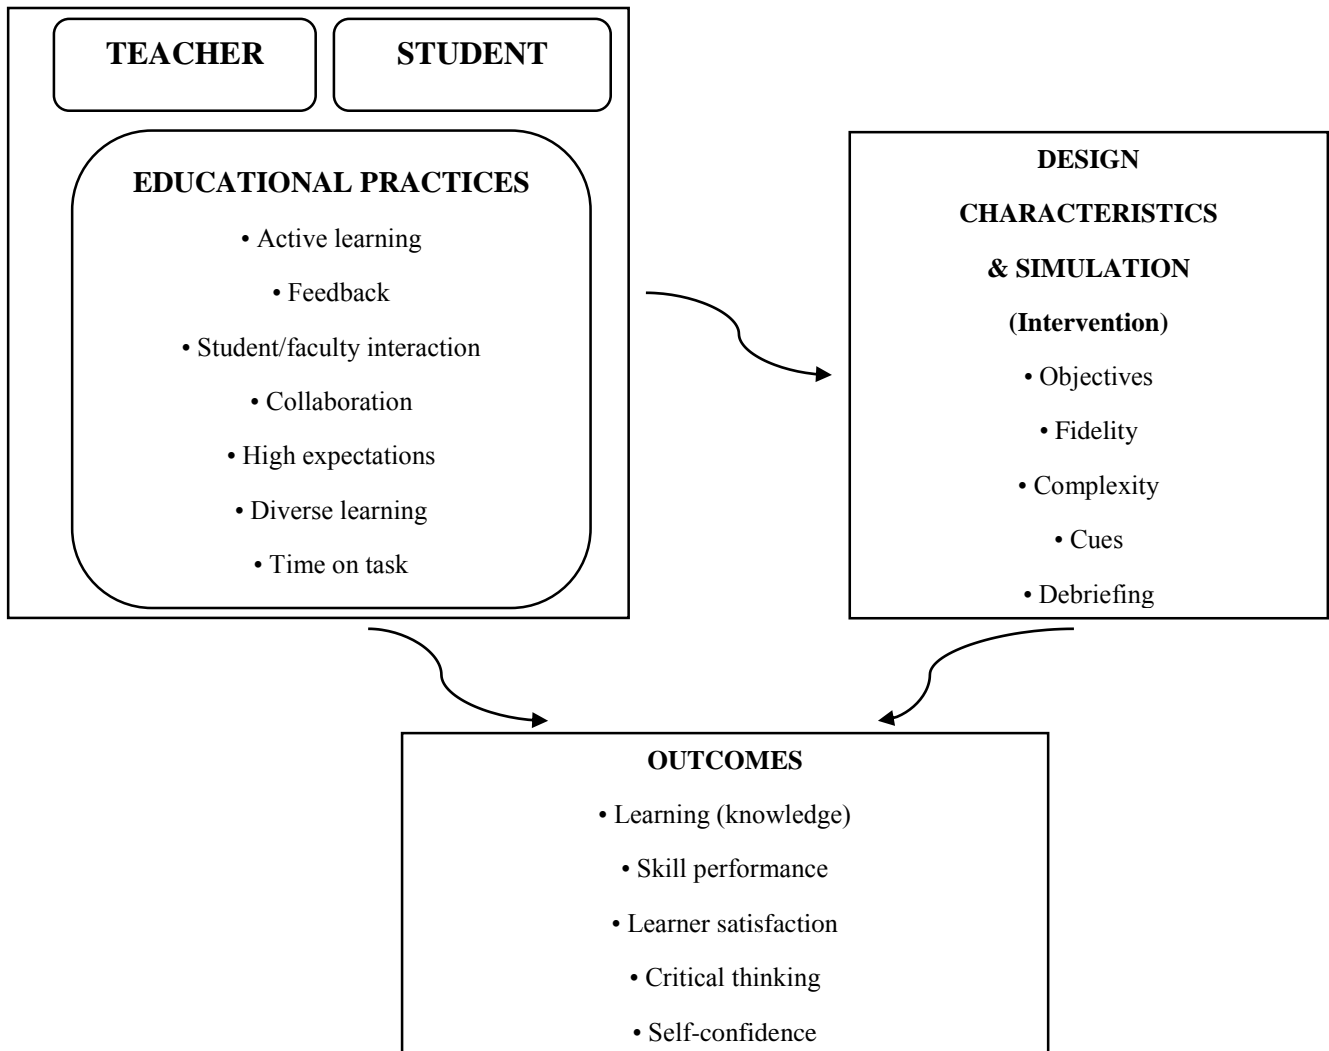 TEACHER
STUDENT
EDUCATIONAL PRACTICES
• Active learning
• Feedback
• Student/faculty interaction
• Collaboration
• High expectations
• Diverse learning
• Time on task
DESIGN
CHARACTERISTICS
& SIMULATION
(Intervention)
• Objectives
• Fidelity
• Complexity
• Cues
• Debriefing
OUTCOMES
• Learning (knowledge)
• Skill performance
• Learner satisfaction
• Critical thinking
• Self-confidence